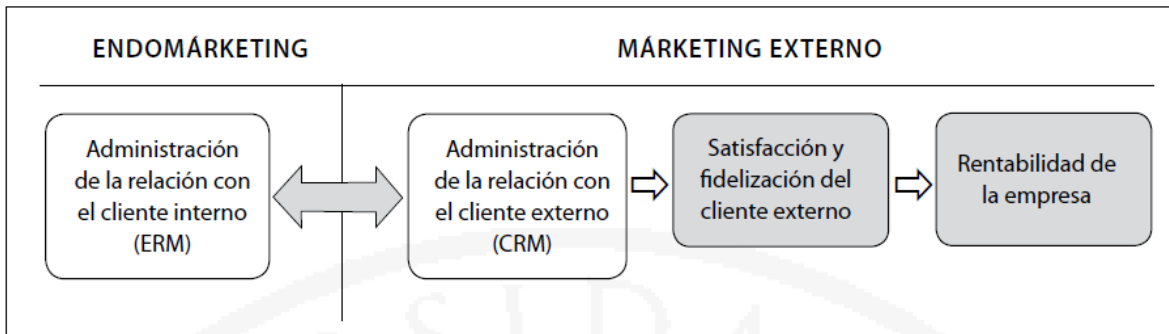 ENDOMÁRKETING
MÁRKETING EXTERNO
Administración
de la relación con
el cliente interno
(ERM)
Administración
de la relación con
el cliente externo
(CRM)
Satisfacción y
fidelización del
cliente externo
Rentabilidad de
la empresa